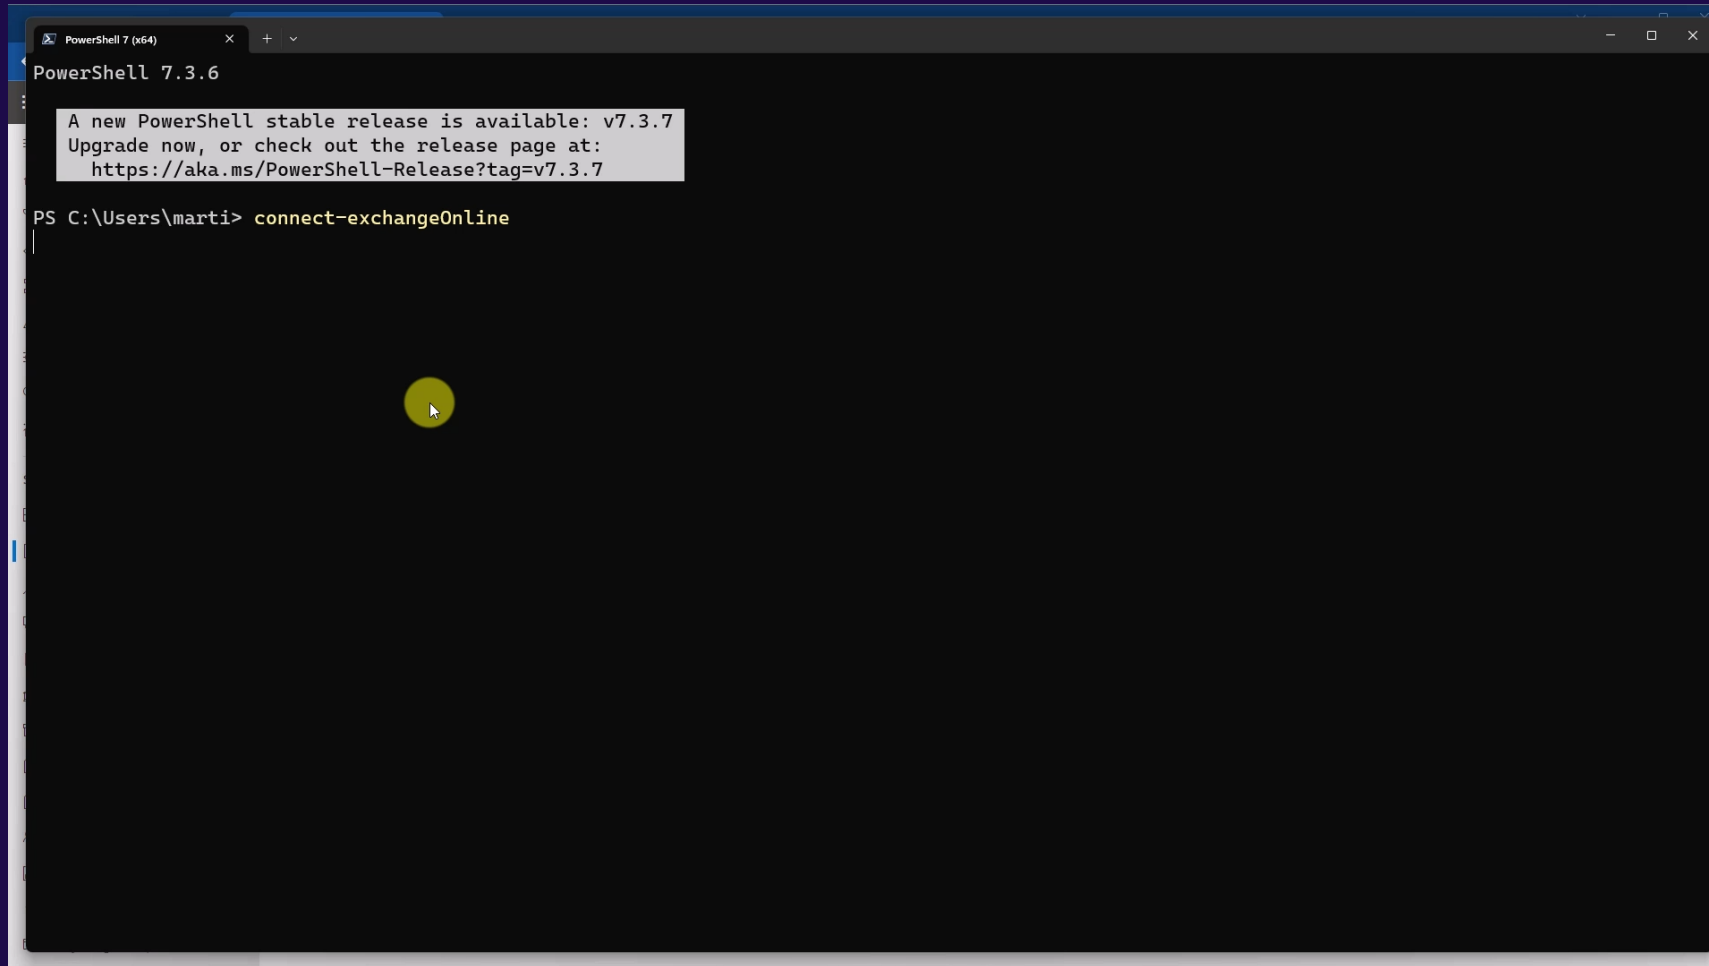 PowerShell 7 (x64)
PowerShell 7.3.6
A new PowerShell stable release is available: v7.3.7
Upgrade now, or check out the release page at:
https://aka.ms/PowerShell-Release?tag=v7.3.7
PS C:\Users\marti> connect-exchangeOnline